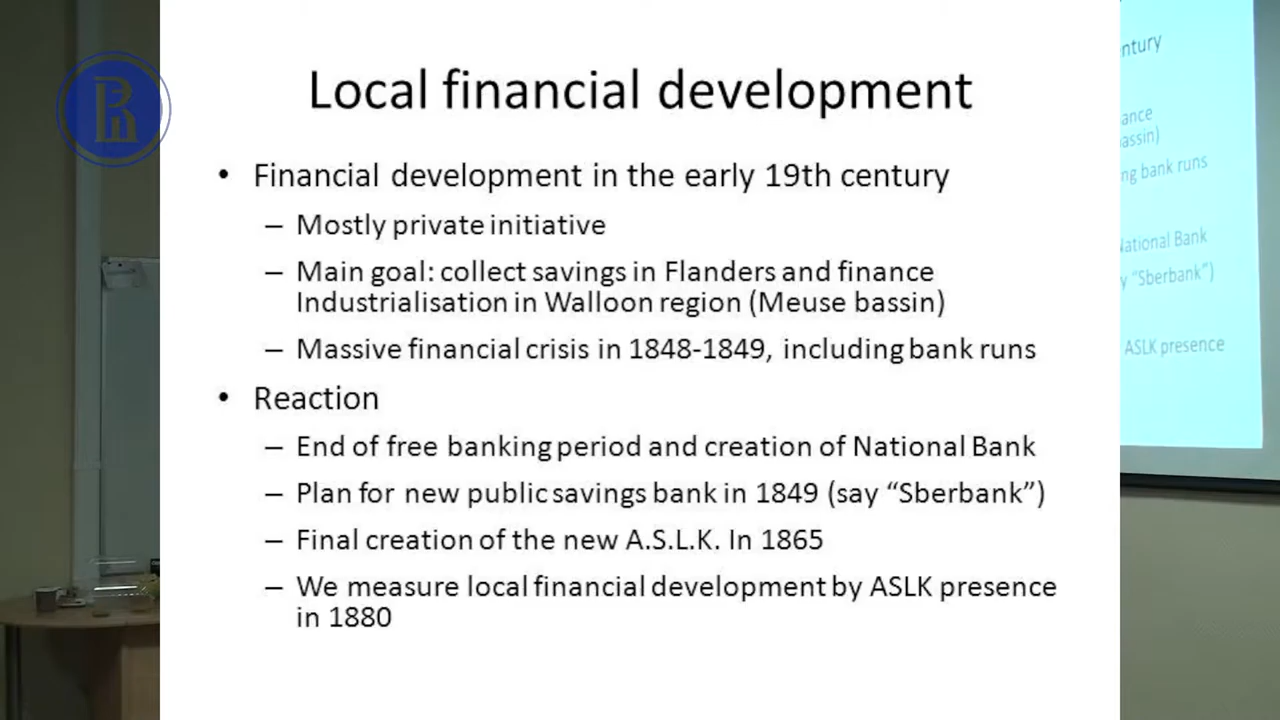 Local financial development
• Financial development in the early 19th century
– Mostly private initiative
– Main goal: collect savings in Flanders and finance
Industrialisation in Walloon region (Meuse bassin)
– Massive financial crisis in 1848-1849, including bank runs
• Reaction
– End of free banking period and creation of National Bank
– Plan for new public savings bank in 1849 (say “Sberbank”)
– Final creation of the new A.S.L.K. In 1865
– We measure local financial development by ASLK presence
in 1880
ntury
ance
assin)
ng bank runs
National Bank
y “Sberbank”)
ASLK presence